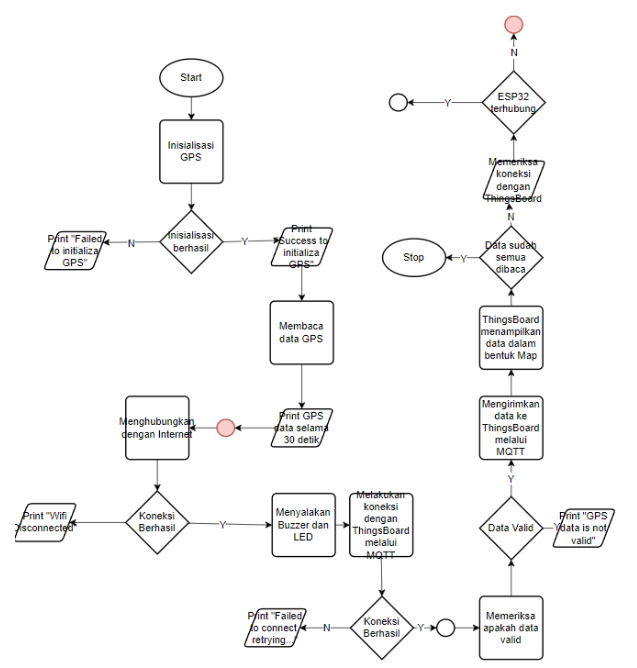 Start
Inisialisasi
GPS
Inisialisasi
berhasil
N
Print "Failed
to initializa
GPS"
Y
Print
Success to
initializa
GPS"
Membaca
data GPS
Print GPS
data selama
30 detik
Menghubungkan
dengan Internet
Koneksi
Berhasil
Print "Wifi
Disconnected"
Y
Menyalakan
Buzzer dan
LED
Melakukan
koneksi
dengan
ThingsBoard
melalui
MQTT
Koneksi
Berhasil
N
Print "Failed
to connect
retrying..."
Y
Memeriksa
apakah data
valid
Data Valid
Y
Print "GPS
data is not
valid"
Y
Mengirimkan
data ke
ThingsBoard
melalui
MQTT
ThingsBoard
menampilkan
data dalam
bentuk Map
Data sudah
semua
dibaca
Y
Stop
N
Memeriksa
koneksi
dengan
ThingsBoard
ESP32
terhubung
Y
N